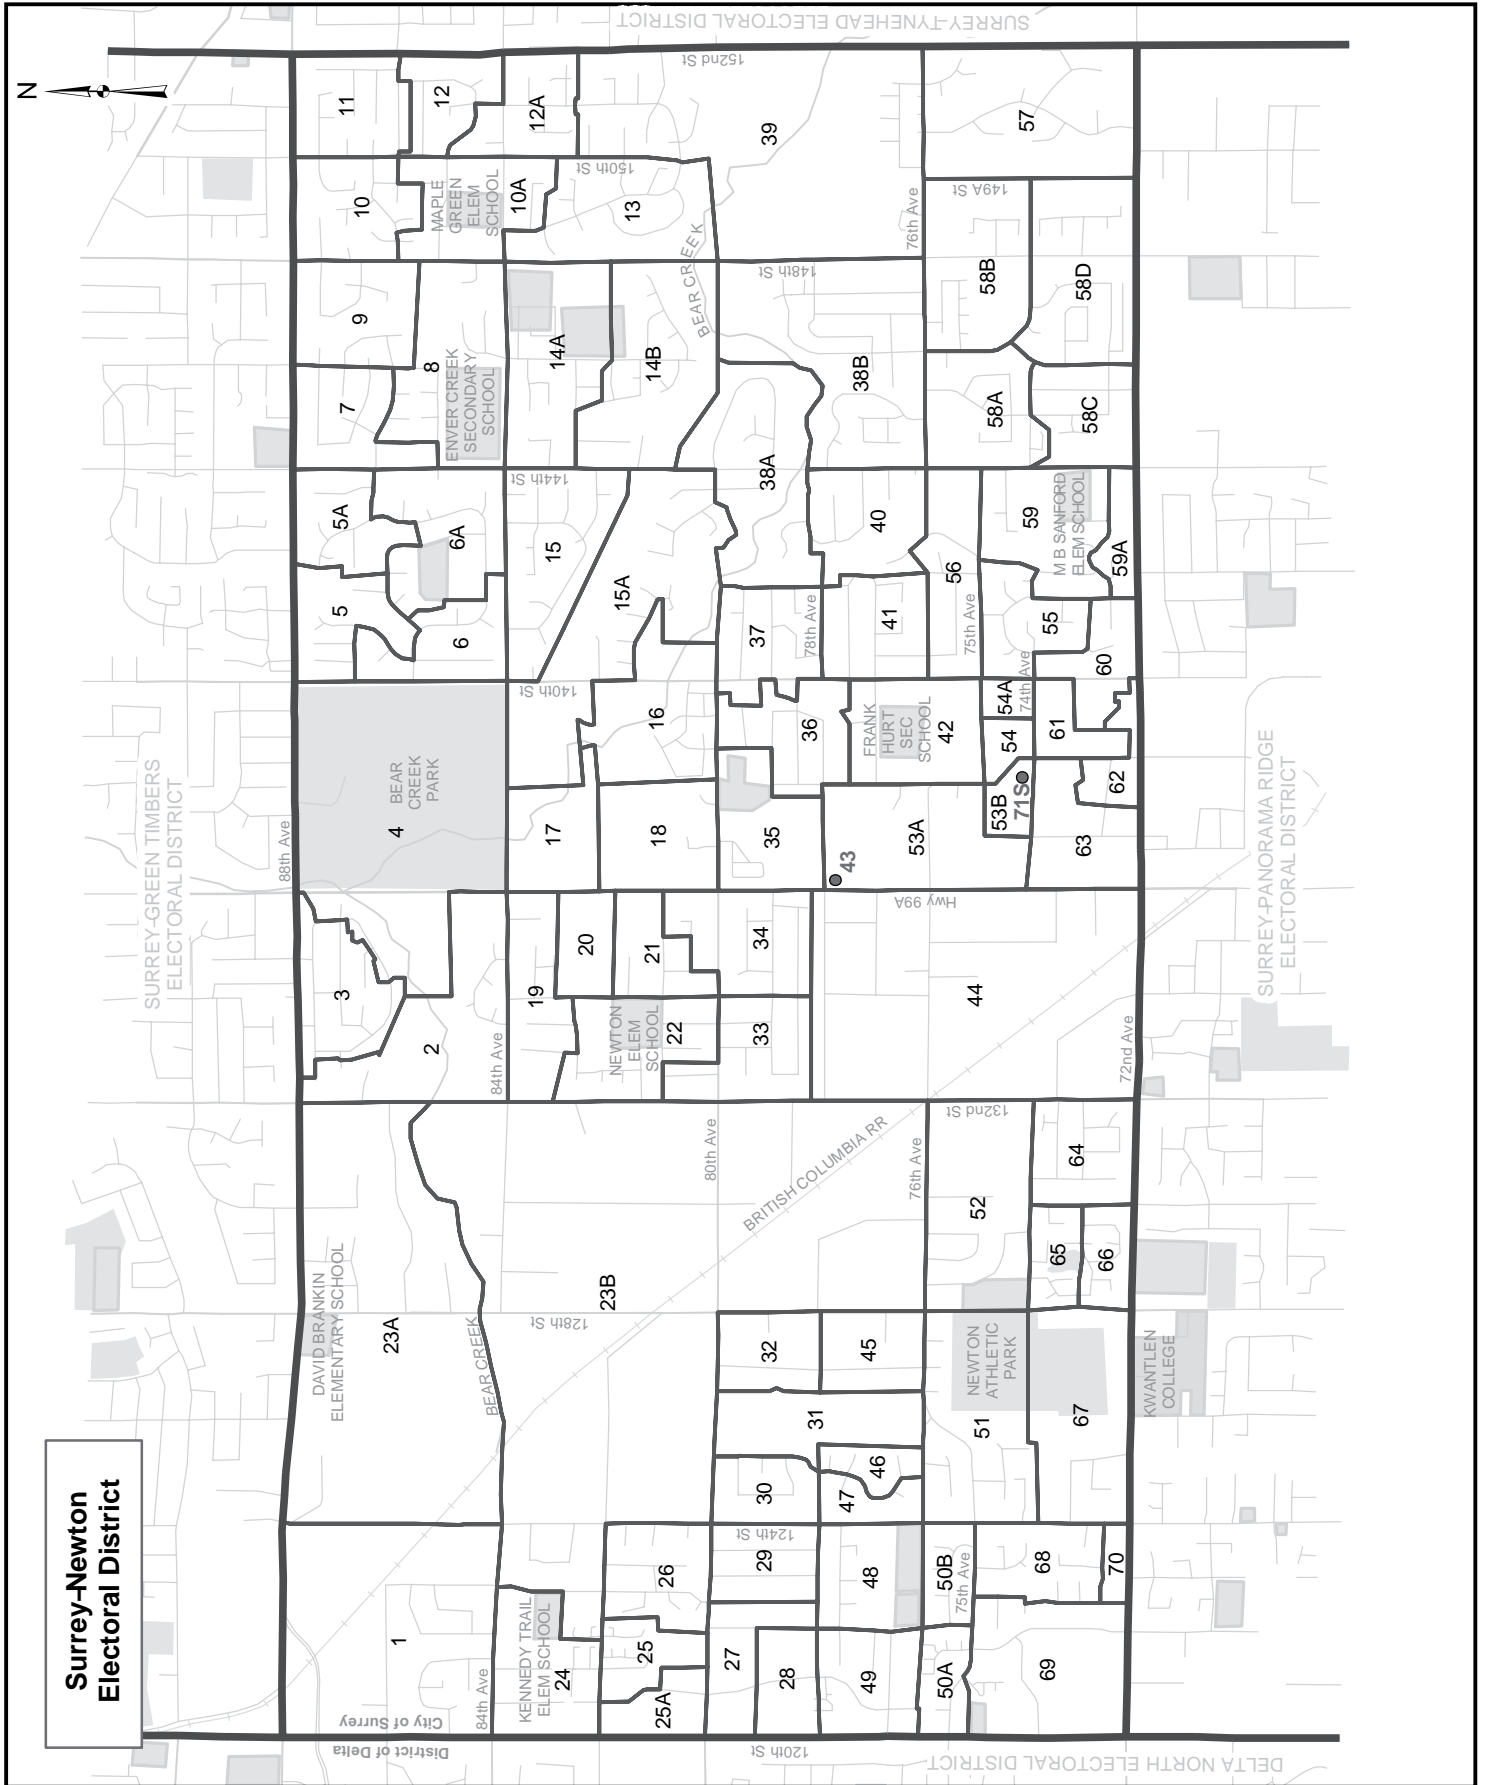 Surrey–Newton
Electoral District
N
SURREY–GREEN TIMBERS
ELECTORAL DISTRICT
SURREY–TYNEHEAD ELECTORAL DISTRICT
SURREY–PANORAMA RIDGE
ELECTORAL DISTRICT
DELTA NORTH ELECTORAL DISTRICT
District of Delta
City of Surrey
88th Ave
1
23A
DAVID BRANKIN
ELEMENTARY SCHOOL
BEAR CREEK
2
3
4
BEAR
CREEK
PARK
5
5A
6
6A
7
8
9
ENVER CREEK
SECONDARY
SCHOOL
10
MAPLE
GREEN
ELEM
SCHOOL
10A
11
12
12A
84th Ave
84th Ave
KENNEDY TRAIL
ELEM SCHOOL
24
25
25A
26
23B
128th St
BRITISH COLUMBIA RR
19
20
21
22
NEWTON
ELEM
SCHOOL
17
18
16
140th St
15
15A
144th St
14A
14B
13
150th St
152nd St
BEAR CREEK
80th Ave
120th St
27
28
29
124th St
30
31
32
33
34
35
36
37
78th Ave
38A
38B
148th St
39
49
48
47
46
45
44
Hwy 99A
43
53A
FRANK
HURT
SEC
SCHOOL
42
41
40
76th Ave
76th Ave
50A
50B
75th Ave
51
NEWTON
ATHLETIC
PARK
52
132nd St
53B
71S
54
54A
74th Ave
75th Ave
55
56
57
149A St
58A
58B
58C
58D
59
M B SANFORD
ELEM SCHOOL
59A
60
61
62
63
64
65
66
67
68
69
70
72nd Ave
KWANTLEN
COLLEGE